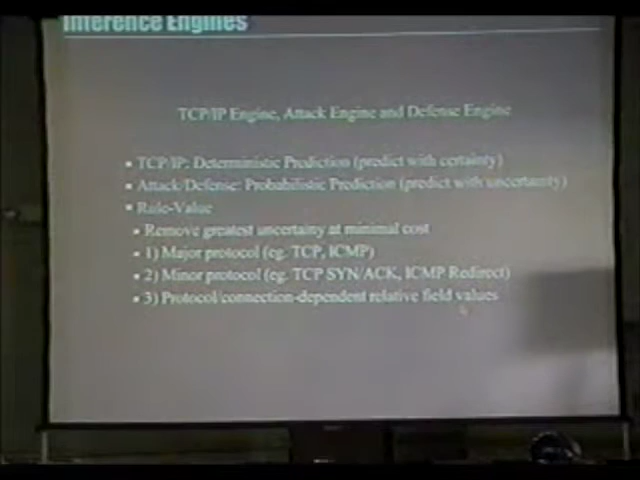 Inference Engines
TCP/IP Engine, Attack Engine and Defense Engine
▪ TCP/IP: Deterministic Prediction (predict with certainty)
▪ Attack/Defense: Probabilistic Prediction (predict with uncertainty)
▪ Rule-Value
▪ Remove greatest uncertainty at minimal cost
▪ 1) Major protocol (eg. TCP, ICMP)
▪ 2) Minor protocol (eg. TCP SYN/ACK, ICMP Redirect)
▪ 3) Protocol/connection-dependent relative field values